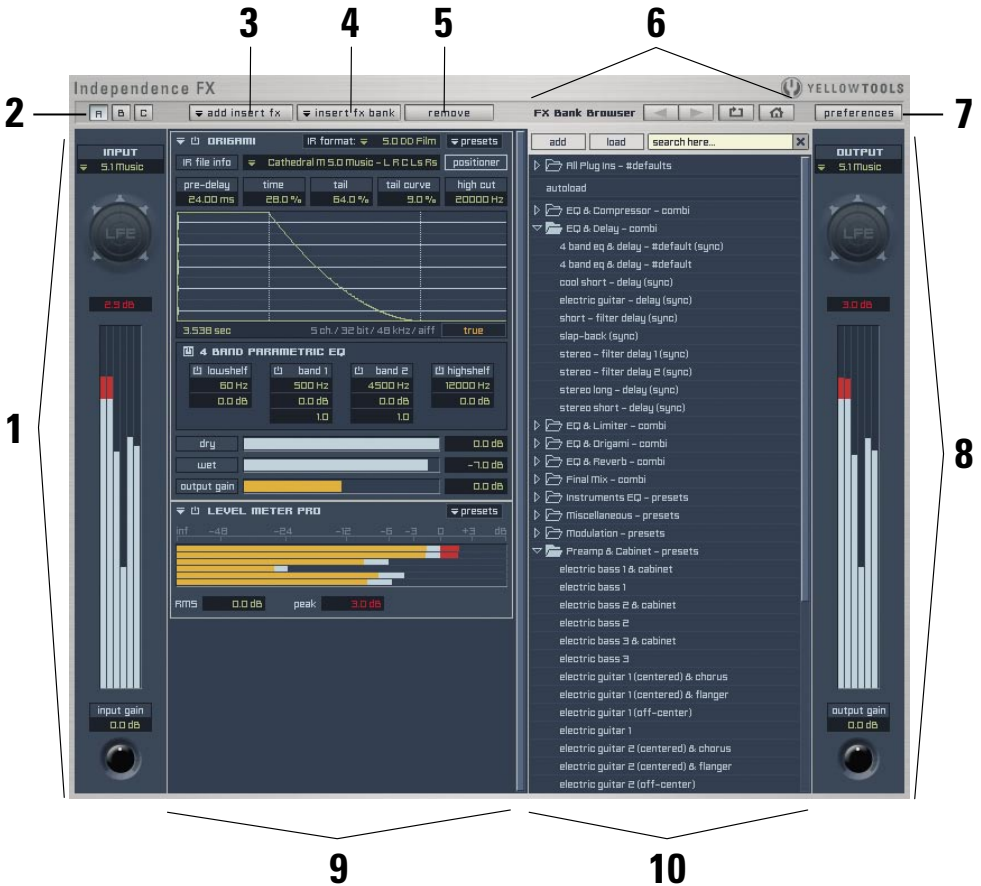 3 4 5 6
Independence FX
YELLOWTOOLS
2
A B C
add insert fx
insert fx bank
remove
FX Bank Browser
preferences
7
INPUT
5.1 Music
LFE
2.9 dB
input gain
0.0 dB
1
ORIGAMI
IR format: 5.0 DD Film
presets
IR file info
Cathedral M 5.0 Music - L R C Ls Rs
positioner
pre-delay time tail tail curve high cut
24.00 ms 28.0 % 64.0 % 9.0 % 20000 Hz
3.538 sec
5 ch. / 32 bit / 48 kHz / aiff
true
4 BAND PARAMETRIC EQ
lowshelf band 1 band 2 highshelf
60 Hz 500 Hz 4500 Hz 12000 Hz
0.0 dB 0.0 dB 0.0 dB 0.0 dB
1.0 1.0
dry 0.0 dB
wet -7.0 dB
output gain 0.0 dB
LEVEL METER PRO
presets
inf -48 -24 -12 -6 -3 0 +3 dB
RMS 0.0 dB peak 3.0 dB
add load search here... X
All Plug Ins - #defaults
autoload
EQ & Compressor - combi
EQ & Delay - combi
4 band eq & delay - #default (sync)
4 band eq & delay - #default
cool short - delay (sync)
electric guitar - delay (sync)
short - filter delay (sync)
slap-back (sync)
stereo - filter delay 1 (sync)
stereo - filter delay 2 (sync)
stereo long - delay (sync)
stereo short - delay (sync)
EQ & Limiter - combi
EQ & Origami - combi
EQ & Reverb - combi
Final Mix - combi
Instruments EQ - presets
Miscellaneous - presets
Modulation - presets
Preamp & Cabinet - presets
electric bass 1 & cabinet
electric bass 1
electric bass 2 & cabinet
electric bass 2
electric bass 3 & cabinet
electric bass 3
electric guitar 1 (centered) & chorus
electric guitar 1 (centered) & flanger
electric guitar 1 (off-center)
electric guitar 1
electric guitar 2 (centered) & chorus
electric guitar 2 (centered) & flanger
electric guitar 2 (off-center)
OUTPUT
5.1 Music
LFE
3.0 dB
output gain
0.0 dB
8
9 10